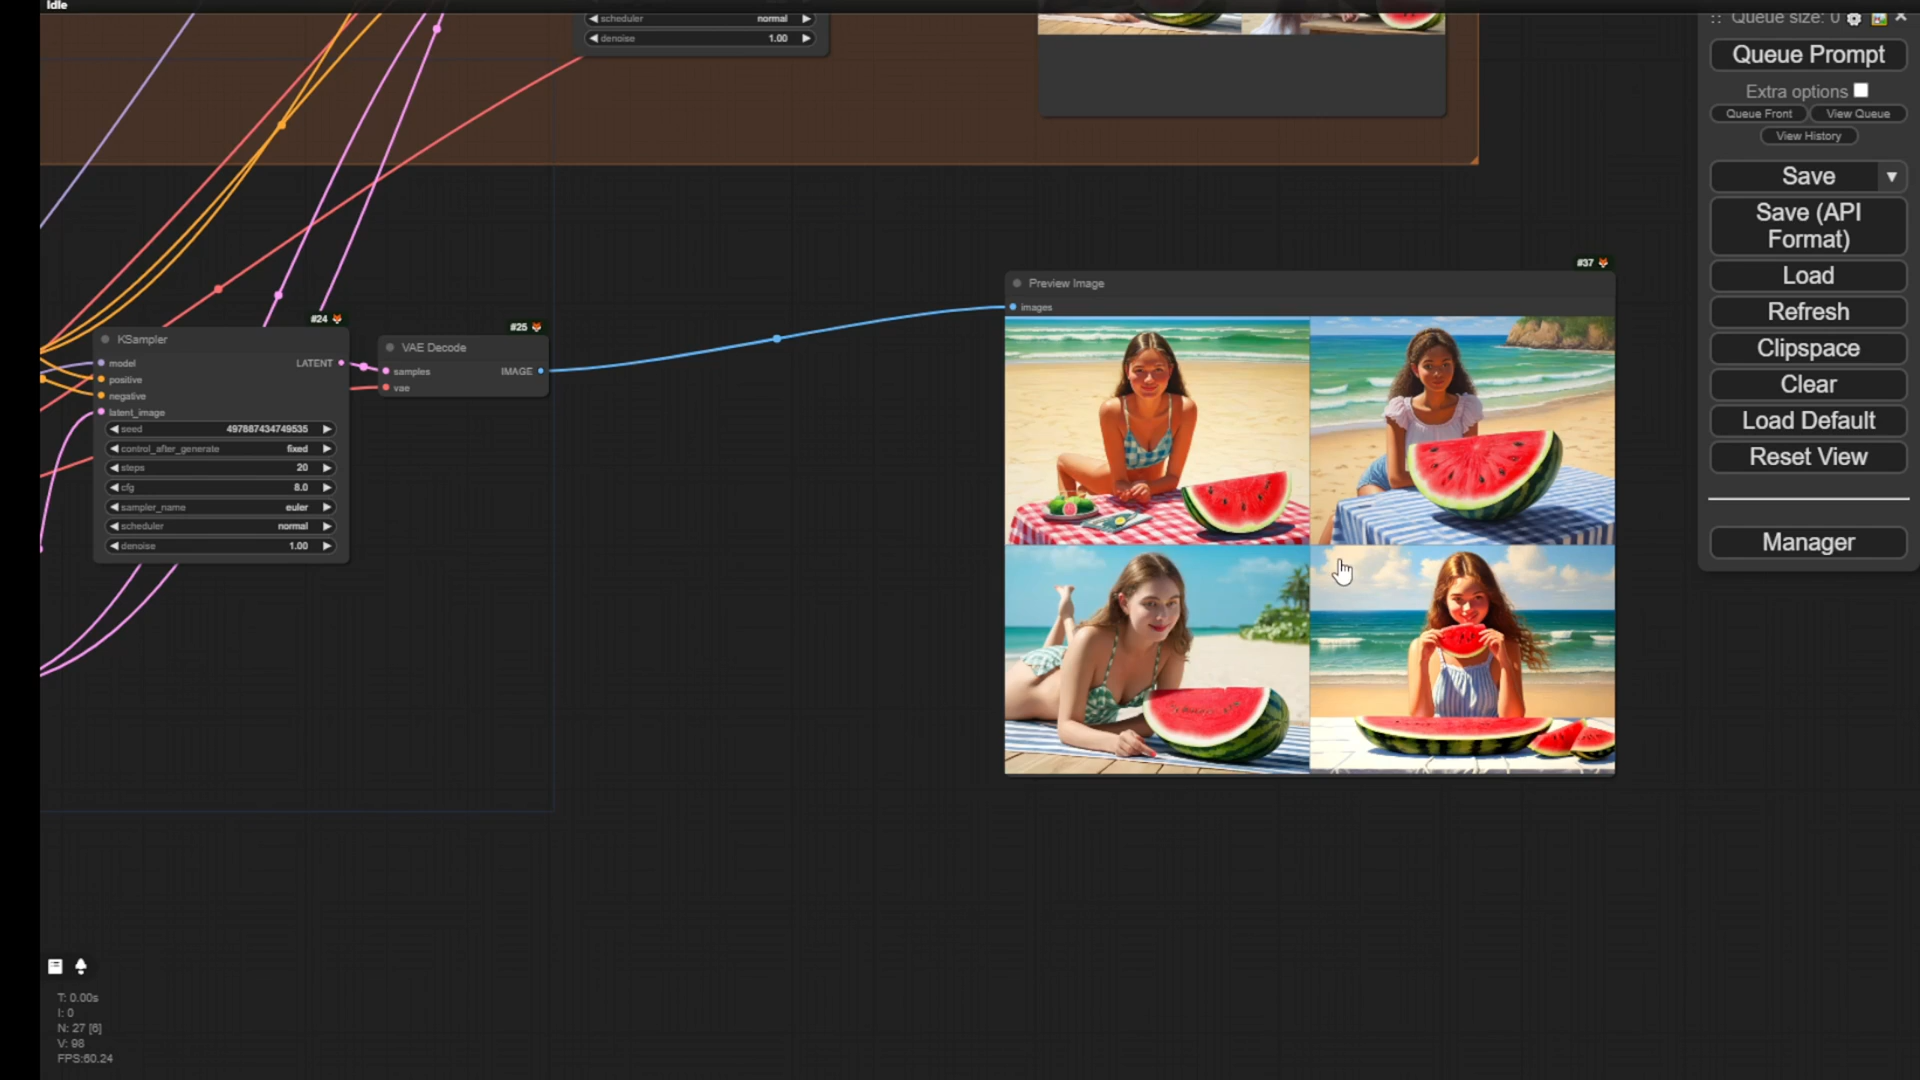 Idle
scheduler normal
denoise 1.00
Queue size: 0
Queue Prompt
Extra options
Queue Front
View Queue
View History
Save
Save (API
Format)
Load
Refresh
Clipspace
Clear
Load Default
Reset View
Manager
#24
KSampler
model LATENT
positive
negative
latent_image
seed 497887434749535
control_after_generate fixed
steps 20
cfg 8.0
sampler_name euler
scheduler normal
denoise 1.00
#25
VAE Decode
samples IMAGE
vae
#37
Preview Image
images
T: 0.00s
I: 0
N: 27 [6]
V: 98
FPS:60.24